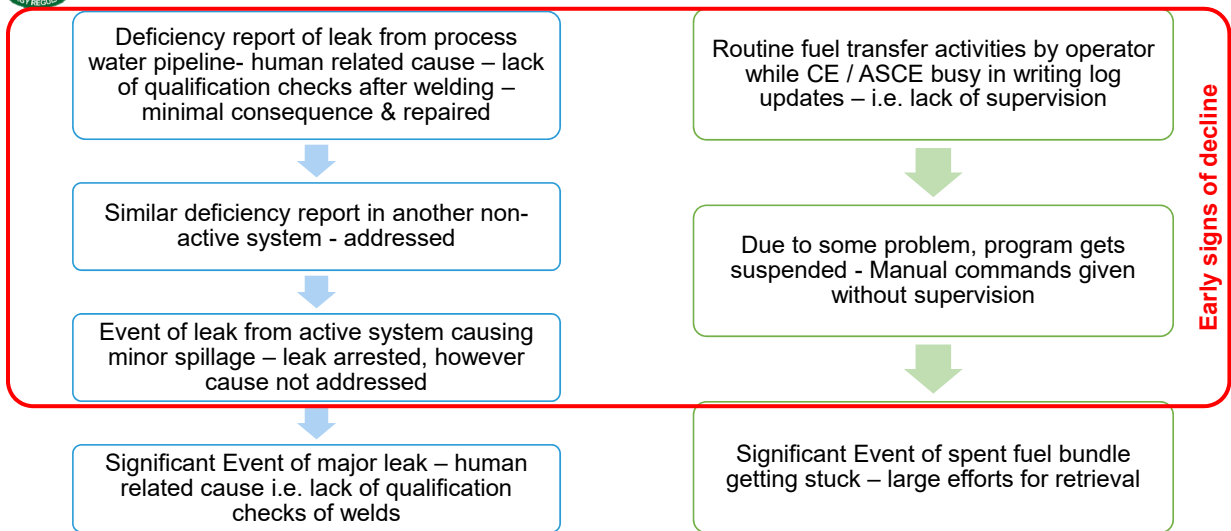 GY REGUL
Deficiency report of leak from process
water pipeline- human related cause – lack
of qualification checks after welding –
minimal consequence & repaired
Similar deficiency report in another non-
active system - addressed
Event of leak from active system causing
minor spillage – leak arrested, however
cause not addressed
Significant Event of major leak – human
related cause i.e. lack of qualification
checks of welds
Routine fuel transfer activities by operator
while CE / ASCE busy in writing log
updates – i.e. lack of supervision
Due to some problem, program gets
suspended - Manual commands given
without supervision
Significant Event of spent fuel bundle
getting stuck – large efforts for retrieval
Early signs of decline